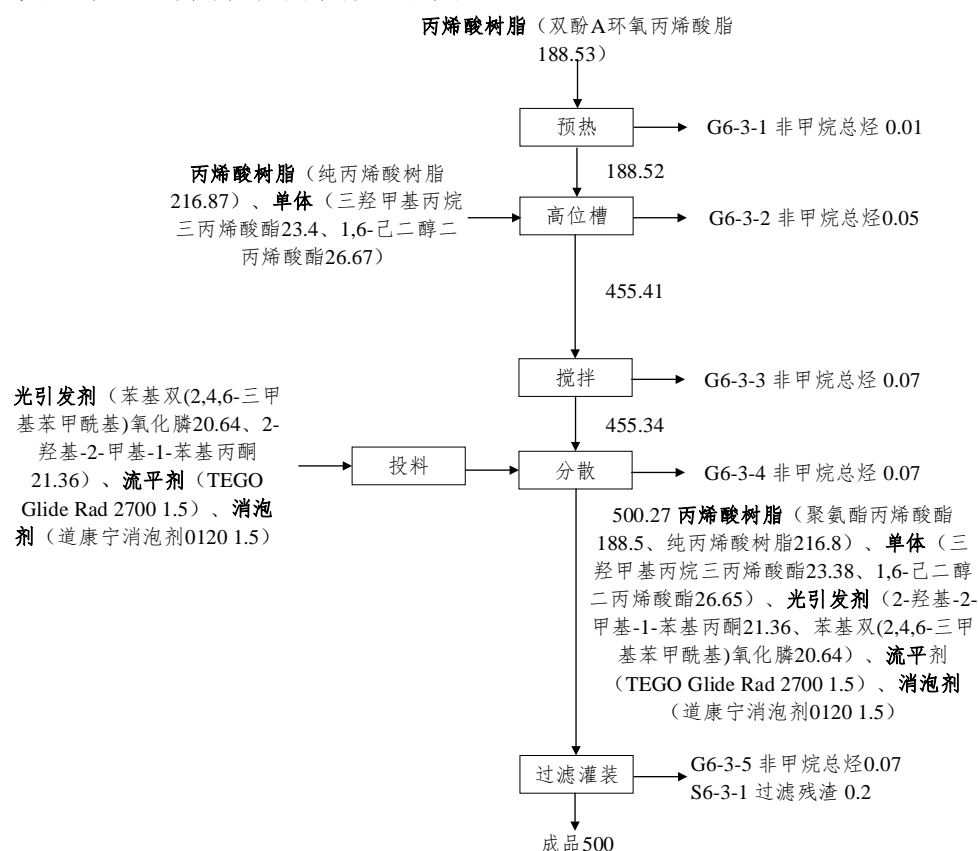 丙烯酸树脂（双酚A环氧丙烯酸脂
188.53）
预热
G6-3-1 非甲烷总烃 0.01
188.52
丙烯酸树脂（纯丙烯酸树脂
216.87）、单体（三羟甲基丙烷
三丙烯酸酯23.4、1,6-己二醇二
丙烯酸酯26.67）
高位槽
G6-3-2 非甲烷总烃0.05
455.41
搅拌
G6-3-3 非甲烷总烃 0.07
455.34
光引发剂（苯基双(2,4,6-三甲
基苯甲酰基)氧化膦20.64、2-
羟基-2-甲基-1-苯基丙酮
21.36）、流平剂（TEGO
Glide Rad 2700 1.5）、消泡
剂（道康宁消泡剂0120 1.5）
投料
分散
G6-3-4 非甲烷总烃 0.07
500.27 丙烯酸树脂（聚氨酯丙烯酸酯
188.5、纯丙烯酸树脂216.8）、单体（三
羟甲基丙烷三丙烯酸酯23.38、1,6-己二醇
二丙烯酸酯26.65）、光引发剂（2-羟基-2-
甲基-1-苯基丙酮21.36、苯基双(2,4,6-三甲
基苯甲酰基)氧化膦20.64）、流平剂
（TEGO Glide Rad 2700 1.5）、消泡剂
（道康宁消泡剂0120 1.5）
过滤灌装
G6-3-5 非甲烷总烃0.07
S6-3-1 过滤残渣 0.2
成品500